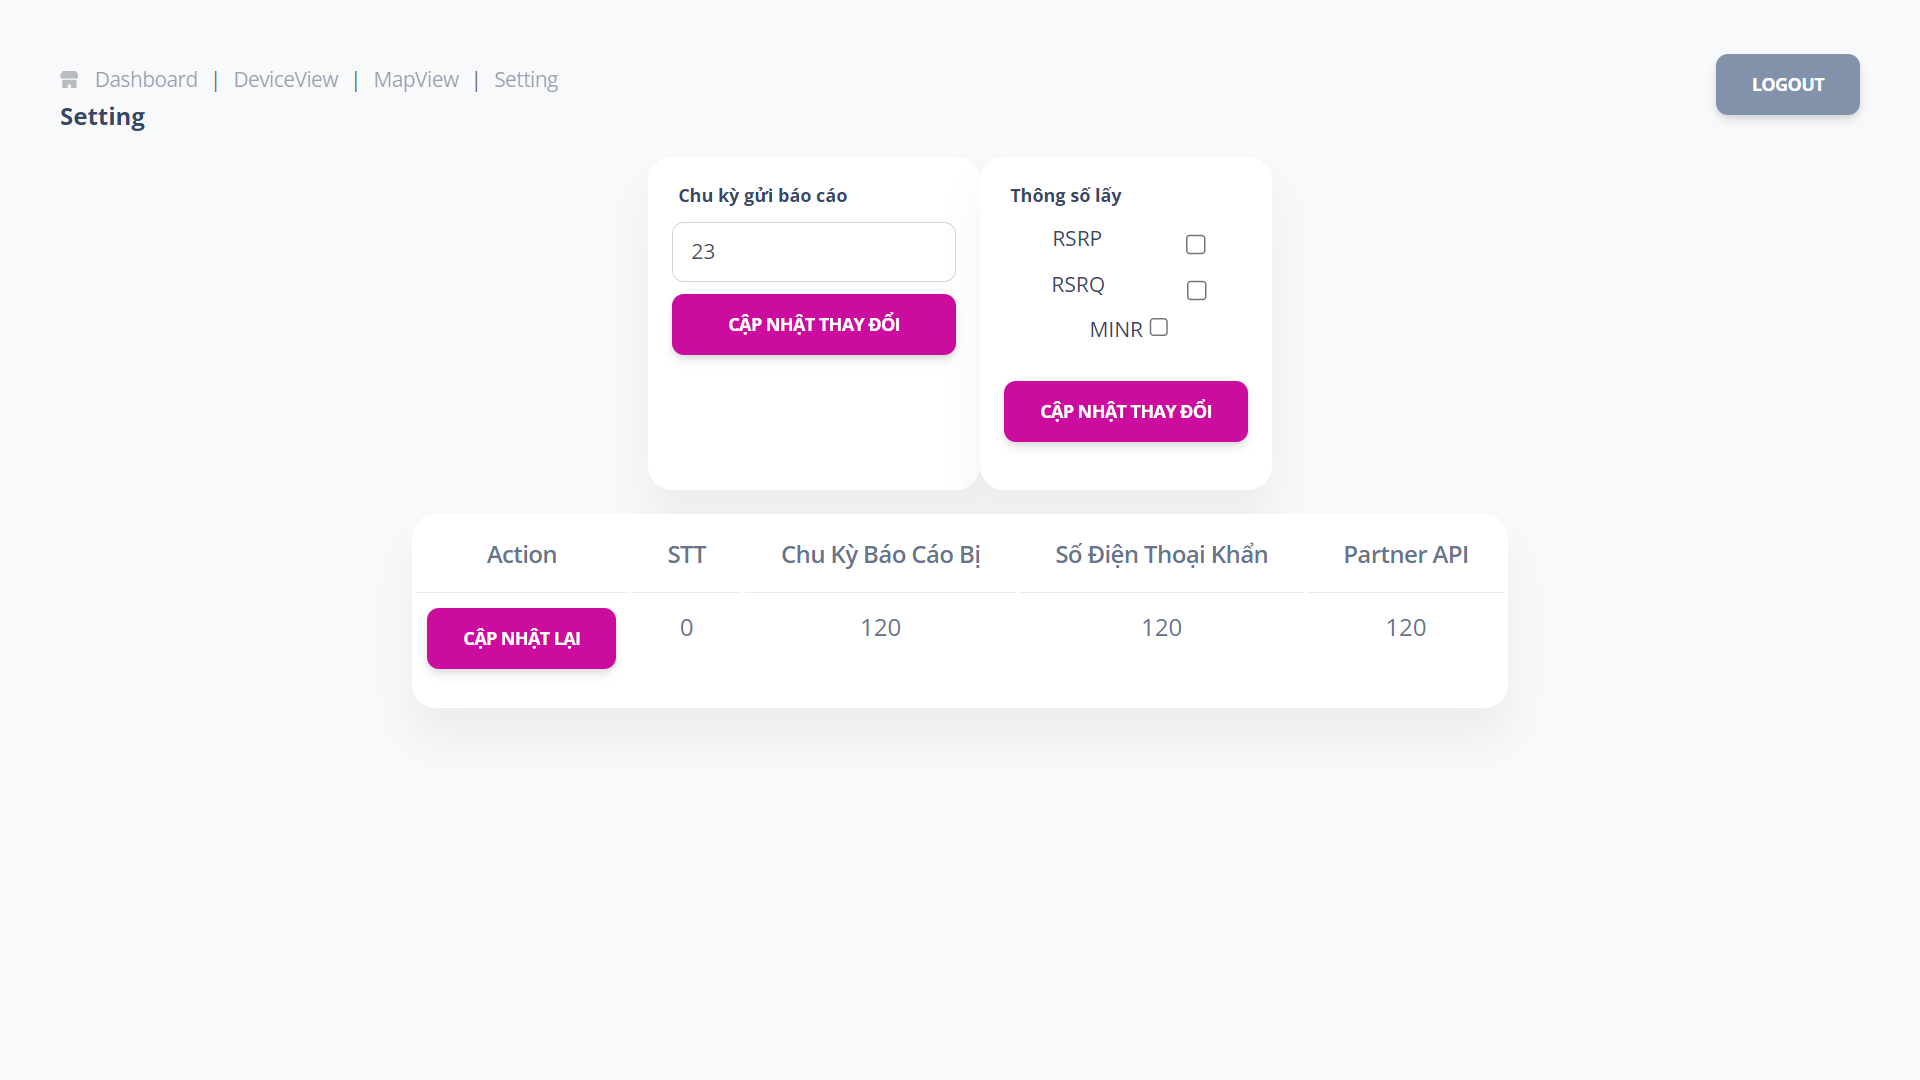 Dashboard | DeviceView | MapView | Setting
LOGOUT
Setting
Chu kỳ gửi báo cáo
23
CẬP NHẬT THAY ĐỔI
Thông số lấy
RSRP
RSRQ
MINR
CẬP NHẬT THAY ĐỔI
Action STT Chu Kỳ Báo Cáo Bị Số Điện Thoại Khẩn Partner API
CẬP NHẬT LẠI 0 120 120 120